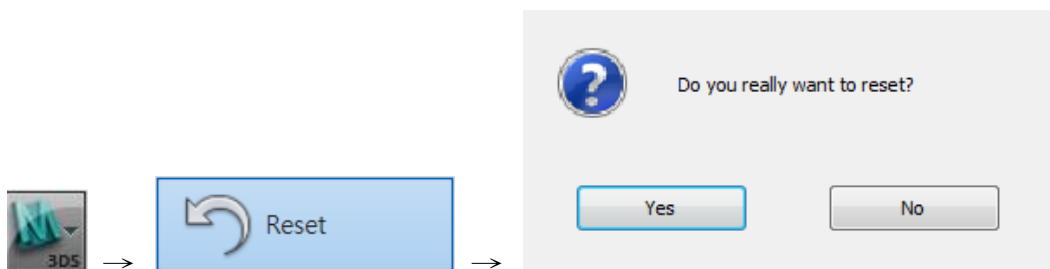 Do you really want to reset?
Yes
No
3DS
→
Reset
→